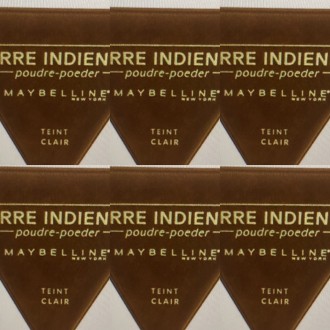 RRE INDIEN
poudre-poeder
MAYBELLINE
NEW YORK
TEINT
CLAIR
RRE INDIEN
poudre-poeder
MAYBELLINE
NEW YORK
TEINT
CLAIR
RRE INDIEN
poudre-poeder
MAYBELLINE®
NEW YORK
TEINT
CLAIR
RRE INDIEN
poudre-poeder
MAYBELLINE
NEW YORK
TEINT
CLAIR
RRE INDIEN
poudre-poeder
MAYBELLINE
NEW YORK
TEINT
CLAIR
RRE INDIEN
poudre-poeder
MAYBELLINE®
NEW YORK
TEINT
CLAIR